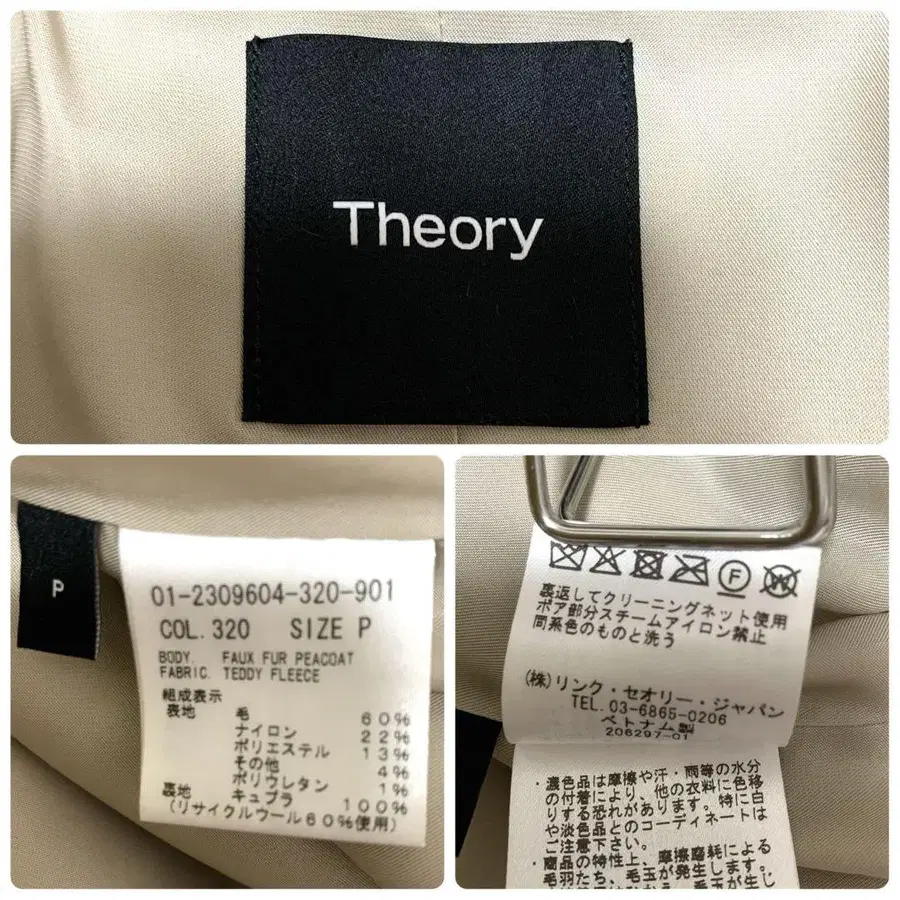 Theory
P
01-2309604-320-901
COL. 320 SIZE P
BODY. FAUX FUR PEACOAT
FABRIC. TEDDY FLEECE
組成表示
表地 毛 60%
ナイロン 22%
ポリエステル 13%
その他 4%
ポリウレタン 1%
裏地 キュプラ 100%
(リサイクルウール60%使用)
F
W
裏返してクリーニングネット使用
ボア部分スチームアイロン禁止
同系色のものと洗う
(株)リンク・セオリー・ジャパン
TEL. 03-6865-0206
ベトナム製
206297-01
・濃色品は摩擦や汗・雨等の水分
の付着により、他の衣料に色移
りする恐れがあります。特に白
や淡色品とのコーディネートは
ご注意下さい。
・商品の特性上、摩擦磨耗による
毛羽たち、毛玉が発生します。